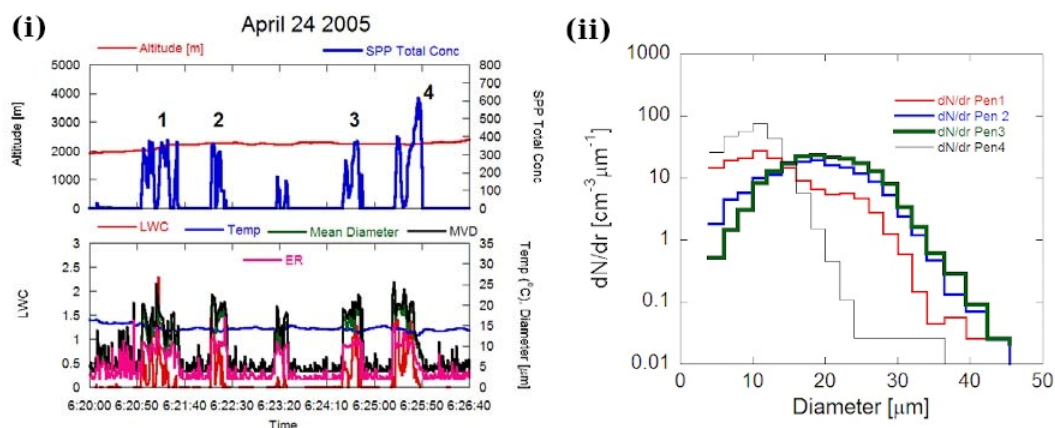 (i) April 24 2005
Altitude [m] SPP Total Conc
5000 800
4000 700
600
3000 500
400
2000 300
1000 200
100
0 0
Altitude [m]
SPP Total Conc
1 2 3 4
LWC Temp Mean Diameter MVD
ER
3 35
2.5 30
2 25
1.5 20
15
1 10
0.5 5
0 0
LWC
Temp (°C), Diameter [µm]
6:20:00 6:20:50 6:21:40 6:22:30 6:23:20 6:24:10 6:25:00 6:25:50 6:26:40
Time
(ii)
1000
100
10
1
0.1
0.01
dN/dr [cm⁻³µm⁻¹]
dN/dr Pen1
dN/dr Pen 2
dN/dr Pen3
dN/dr Pen4
0 10 20 30 40 50
Diameter [µm]